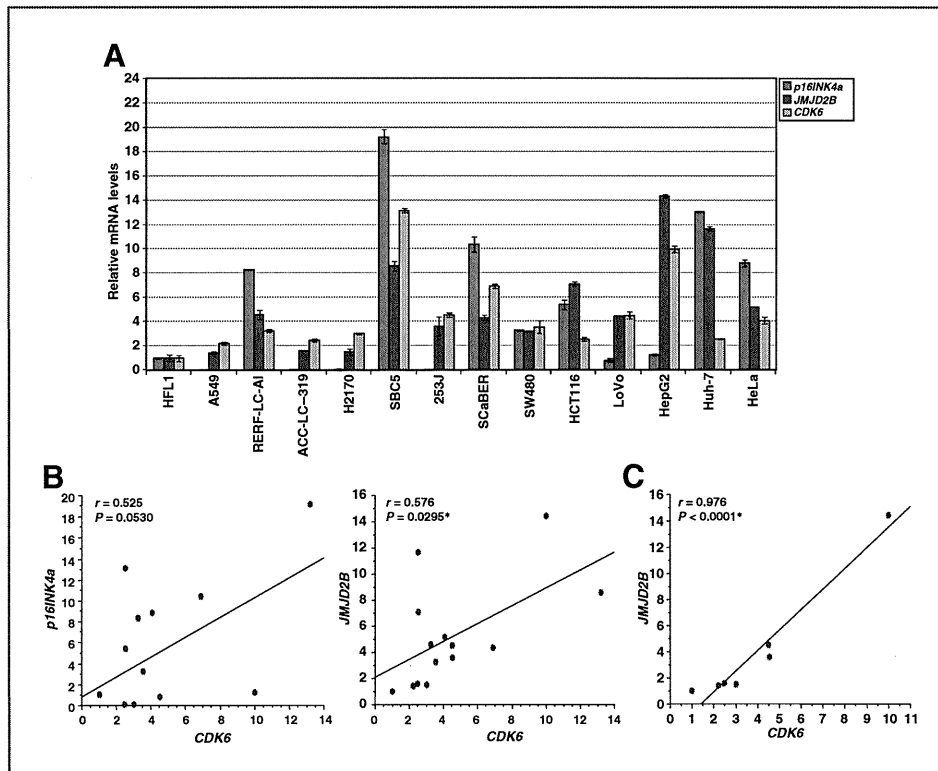 A
24
22
20
18
16
14
12
10
8
6
4
2
0
Relative mRNA levels
p16INK4a
JMJD2B
CDK6
HFL1
A549
RERF-LC-AI
ACC-LC-319
H2170
SBC5
253J
SCaBER
SW480
HCT116
LoVo
HepG2
Huh-7
HeLa
B
r = 0.525
P = 0.0530
20
18
16
14
12
10
8
6
4
2
0
p16INK4a
0 2 4 6 8 10 12 14
CDK6
r = 0.576
P = 0.0295*
16
14
12
10
8
6
4
2
0
JMJD2B
0 2 4 6 8 10 12 14
CDK6
C
r = 0.976
P < 0.0001*
16
14
12
10
8
6
4
2
0
JMJD2B
0 1 2 3 4 5 6 7 8 9 10 11
CDK6